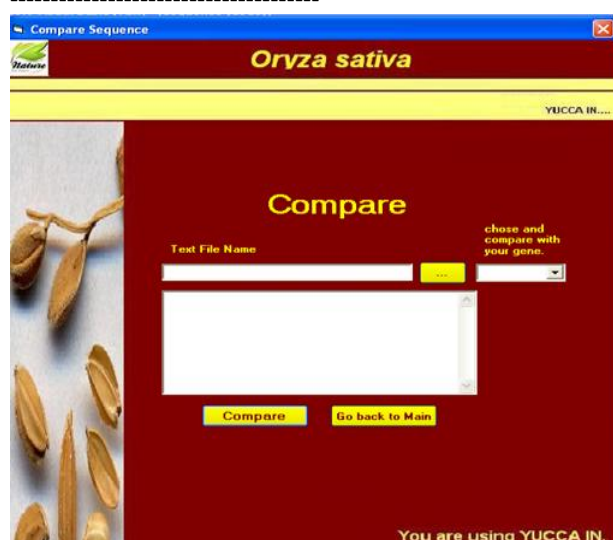 Compare Sequence
Nature
Oryza sativa
YUCCA IN....
Compare
chose and
compare with
your gene.
Text File Name
...
Compare
Go back to Main
You are using YUCCA IN.